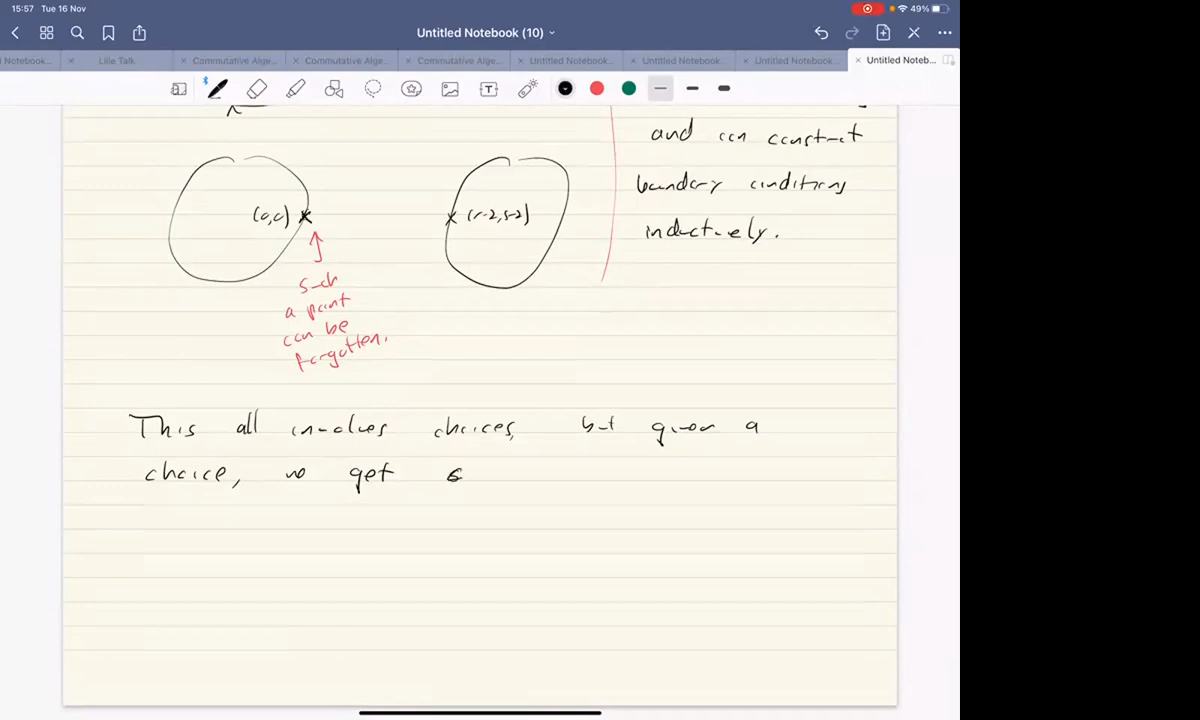 15:57 Tue 16 Nov
49%
Untitled Notebook (10)
Notebook...
Lille Talk
Commutative Alge...
Commutative Alge...
Commutative Alge...
Untitled Notebook...
Untitled Notebook...
Untitled Notebook...
Untitled Noteb...
and can construct
boundary conditions
inductively.
(0,0)
(r-2,s-2)
Such
a point
can be
forgotten.
This all involves choices, but given a
choice, we get